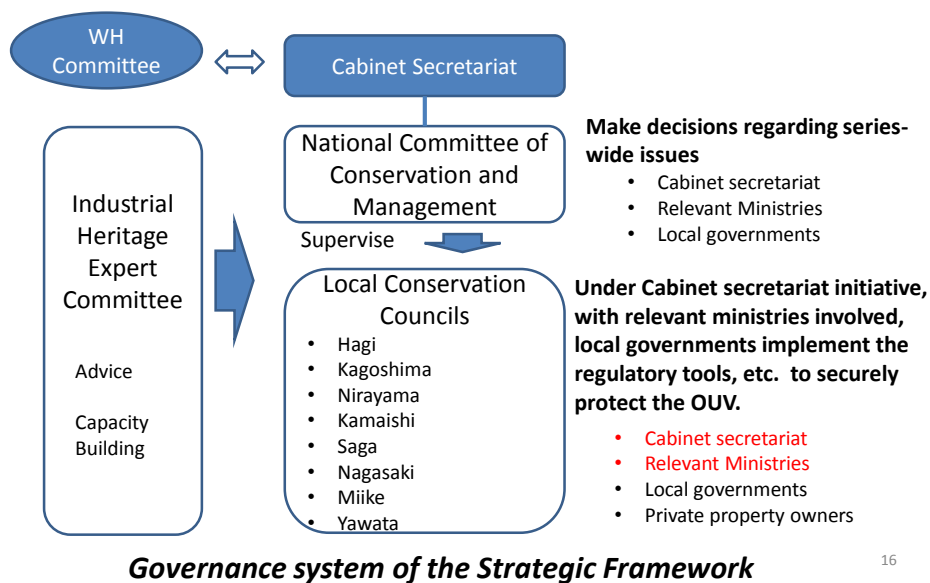 WH
Committee
Cabinet Secretariat
National Committee of
Conservation and
Management
Make decisions regarding series-
wide issues
• Cabinet secretariat
• Relevant Ministries
• Local governments
Industrial
Heritage
Expert
Committee
Advice
Capacity
Building
Supervise
Local Conservation
Councils
• Hagi
• Kagoshima
• Nirayama
• Kamaishi
• Saga
• Nagasaki
• Miike
• Yawata
Under Cabinet secretariat initiative,
with relevant ministries involved,
local governments implement the
regulatory tools, etc. to securely
protect the OUV.
• Cabinet secretariat
• Relevant Ministries
• Local governments
• Private property owners
Governance system of the Strategic Framework
16